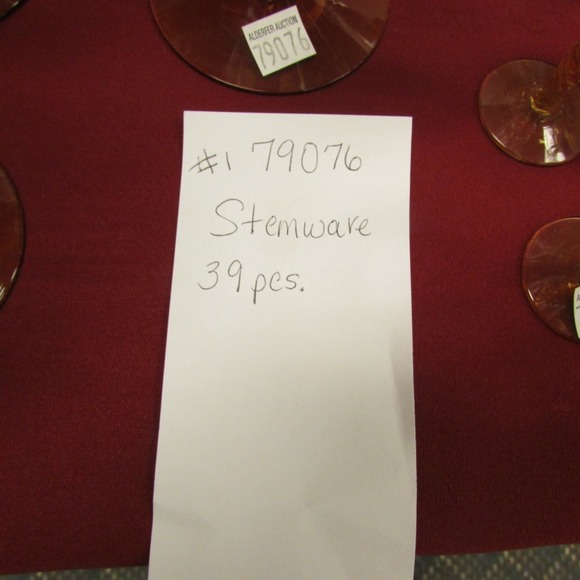 ALDERFER AUCTION
79076
#1 79076
Stemware
39 pcs.